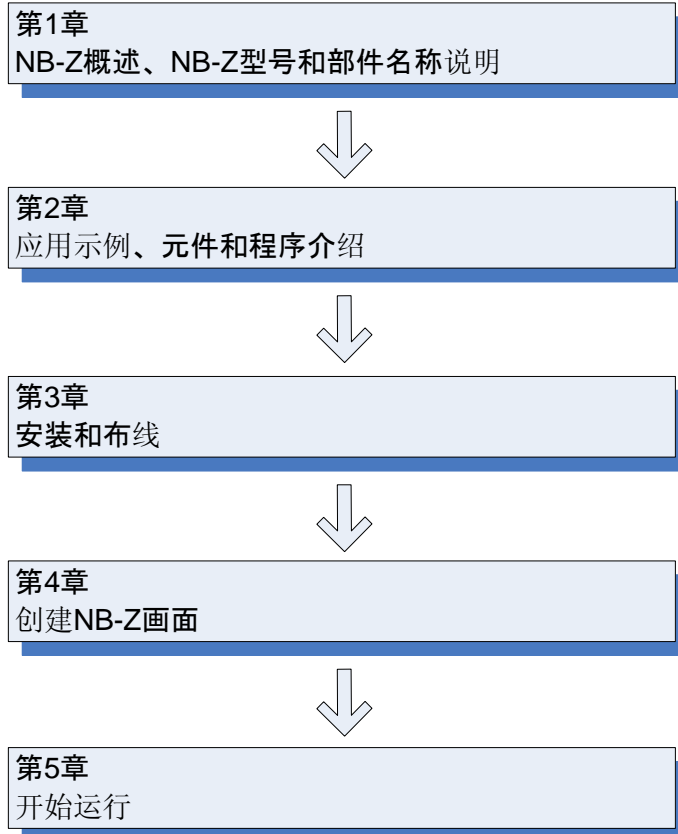 第1章
NB-Z概述、NB-Z型号和部件名称说明
第2章
应用示例、元件和程序介绍
第3章
安装和布线
第4章
创建NB-Z画面
第5章
开始运行